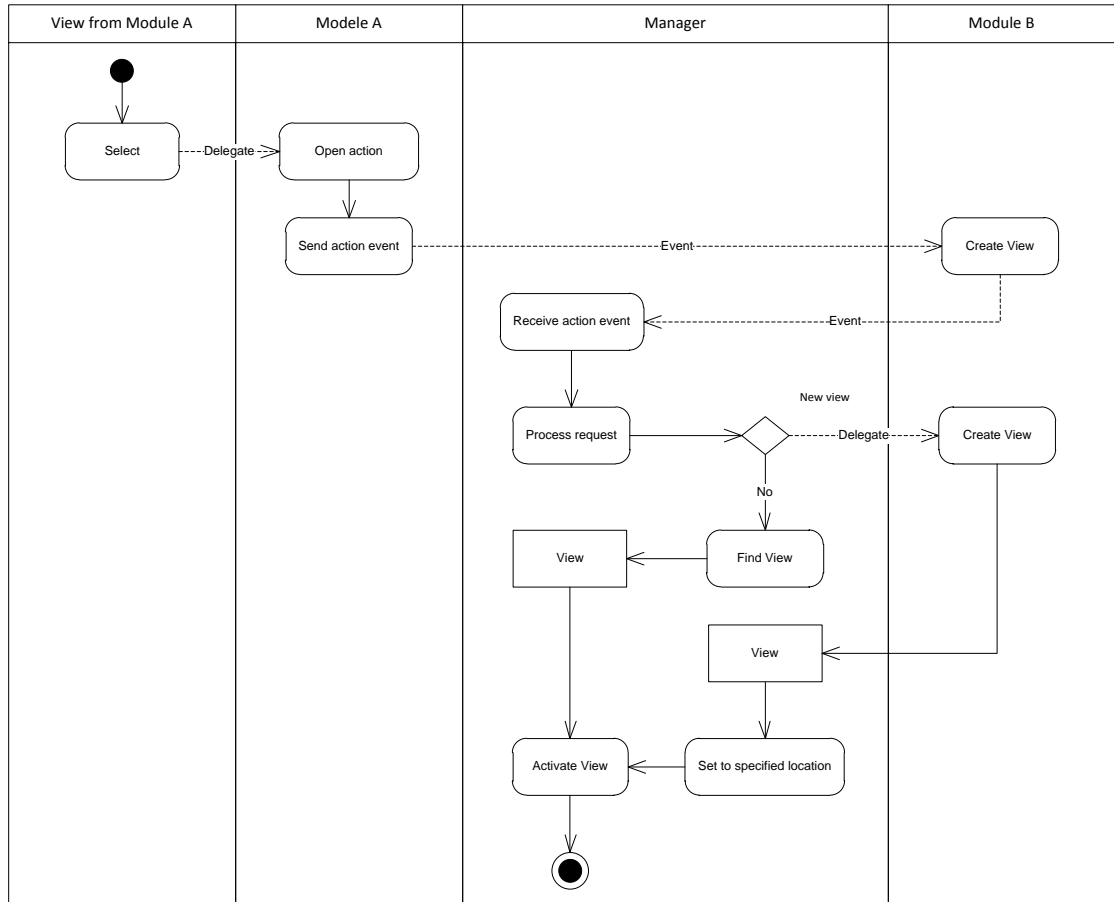 View from Module A
Modele A
Manager
Module B
Select
Delegate
Open action
Send action event
Event
Create View
Receive action event
Event
New view
Process request
Delegate
Create View
No
View
Find View
View
Activate View
Set to specified location